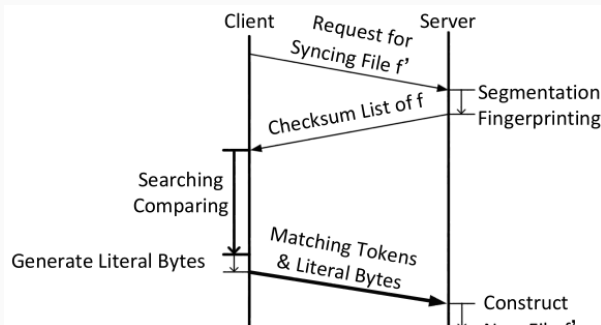 Client
Server
Request for
Syncing File f'
Segmentation
Fingerprinting
Checksum List of f
Searching
Comparing
Matching Tokens
& Literal Bytes
Generate Literal Bytes
Construct